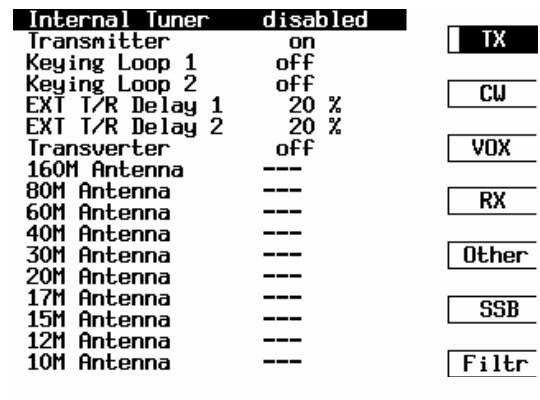 Internal Tuner disabled
Transmitter on
Keying Loop 1 off
Keying Loop 2 off
EXT T/R Delay 1 20 %
EXT T/R Delay 2 20 %
Transverter off
160M Antenna ---
80M Antenna ---
60M Antenna ---
40M Antenna ---
30M Antenna ---
20M Antenna ---
17M Antenna ---
15M Antenna ---
12M Antenna ---
10M Antenna ---
TX
CW
VOX
RX
Other
SSB
Filtr